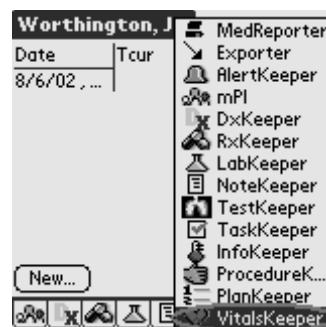 Worthington, J
Date Tcur
8/6/02 , ...
New...
MedReporter
Exporter
AlertKeeper
mPI
DxKeeper
RxKeeper
LabKeeper
NoteKeeper
TestKeeper
TaskKeeper
InfoKeeper
ProcedureK...
PlanKeeper
VitalsKeeper